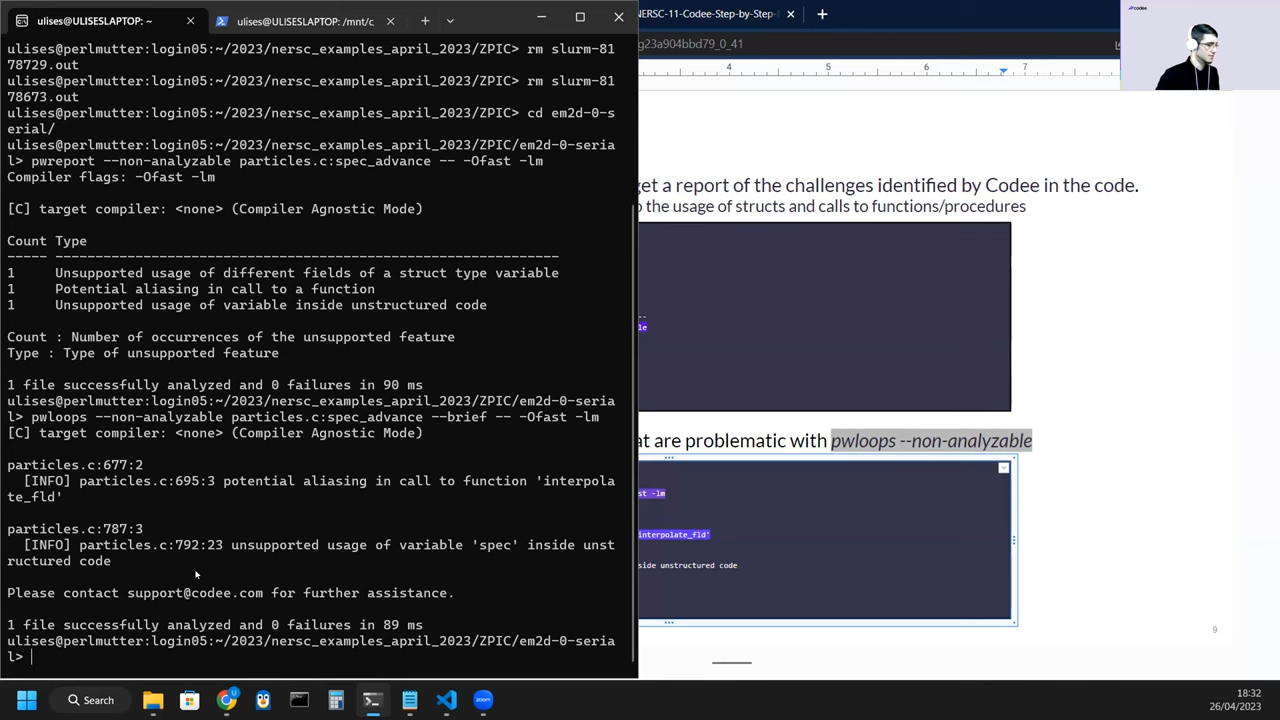 ulises@ULISESLAPTOP: ~
ulises@ULISESLAPTOP: /mnt/c
NERSC-11-Codee-Step-by-Step-
g23a904bbd79_0_41
codee
ulises@perlmutter:login05:~/2023/nersc_examples_april_2023/ZPIC> rm slurm-81
78729.out
ulises@perlmutter:login05:~/2023/nersc_examples_april_2023/ZPIC> rm slurm-81
78673.out
ulises@perlmutter:login05:~/2023/nersc_examples_april_2023/ZPIC> cd em2d-0-s
erial/
ulises@perlmutter:login05:~/2023/nersc_examples_april_2023/ZPIC/em2d-0-seria
l> pwreport --non-analyzable particles.c:spec_advance -- -Ofast -lm
Compiler flags: -Ofast -lm
[C] target compiler: <none> (Compiler Agnostic Mode)
Count Type
----- ---------------------------------------------------------------
1     Unsupported usage of different fields of a struct type variable
1     Potential aliasing in call to a function
1     Unsupported usage of variable inside unstructured code
Count : Number of occurrences of the unsupported feature
Type : Type of unsupported feature
1 file successfully analyzed and 0 failures in 90 ms
ulises@perlmutter:login05:~/2023/nersc_examples_april_2023/ZPIC/em2d-0-seria
l> pwloops --non-analyzable particles.c:spec_advance --brief -- -Ofast -lm
[C] target compiler: <none> (Compiler Agnostic Mode)
particles.c:677:2
[INFO] particles.c:695:3 potential aliasing in call to function 'interpola
te_fld'
particles.c:787:3
[INFO] particles.c:792:23 unsupported usage of variable 'spec' inside unst
ructured code
Please contact support@codee.com for further assistance.
1 file successfully analyzed and 0 failures in 89 ms
ulises@perlmutter:login05:~/2023/nersc_examples_april_2023/ZPIC/em2d-0-seria
l>
4 5 6 7
get a report of the challenges identified by Codee in the code.
o the usage of structs and calls to functions/procedures
--
le
at are problematic with pwloops --non-analyzable
st -lm
interpolate_fld'
side unstructured code
9
Search
18:32
26/04/2023